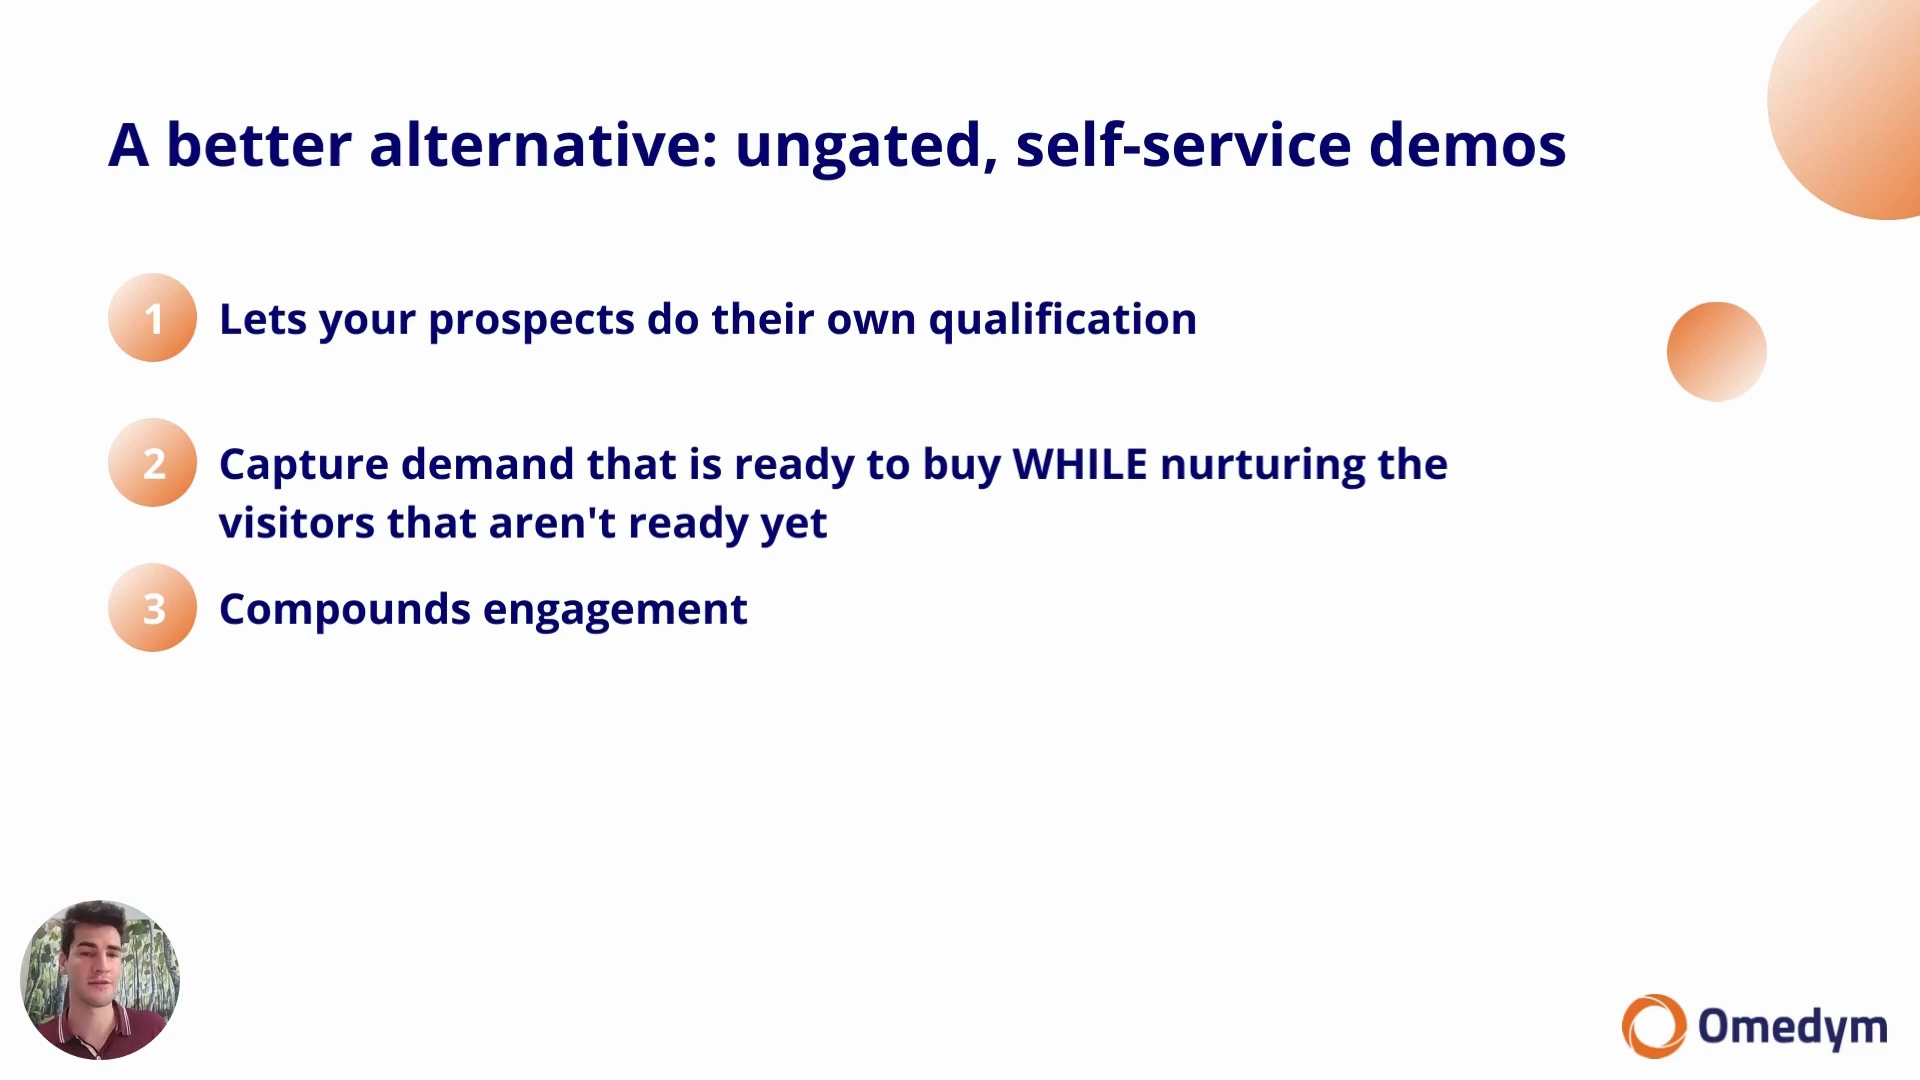 A better alternative: ungated, self-service demos
1 Lets your prospects do their own qualification
2 Capture demand that is ready to buy WHILE nurturing the
visitors that aren't ready yet
3 Compounds engagement
Omedym